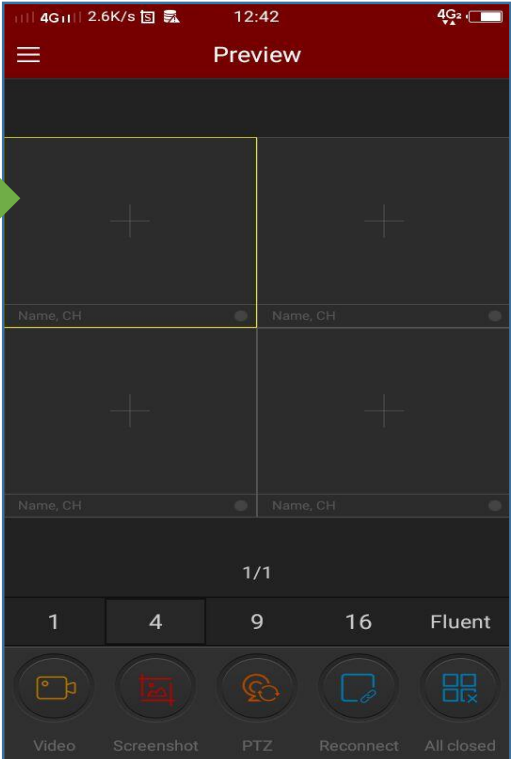 4G 2.6K/s 12:42 4G2
Preview
Name, CH Name, CH
Name, CH Name, CH
1/1
1 4 9 16 Fluent
Video Screenshot PTZ Reconnect All closed